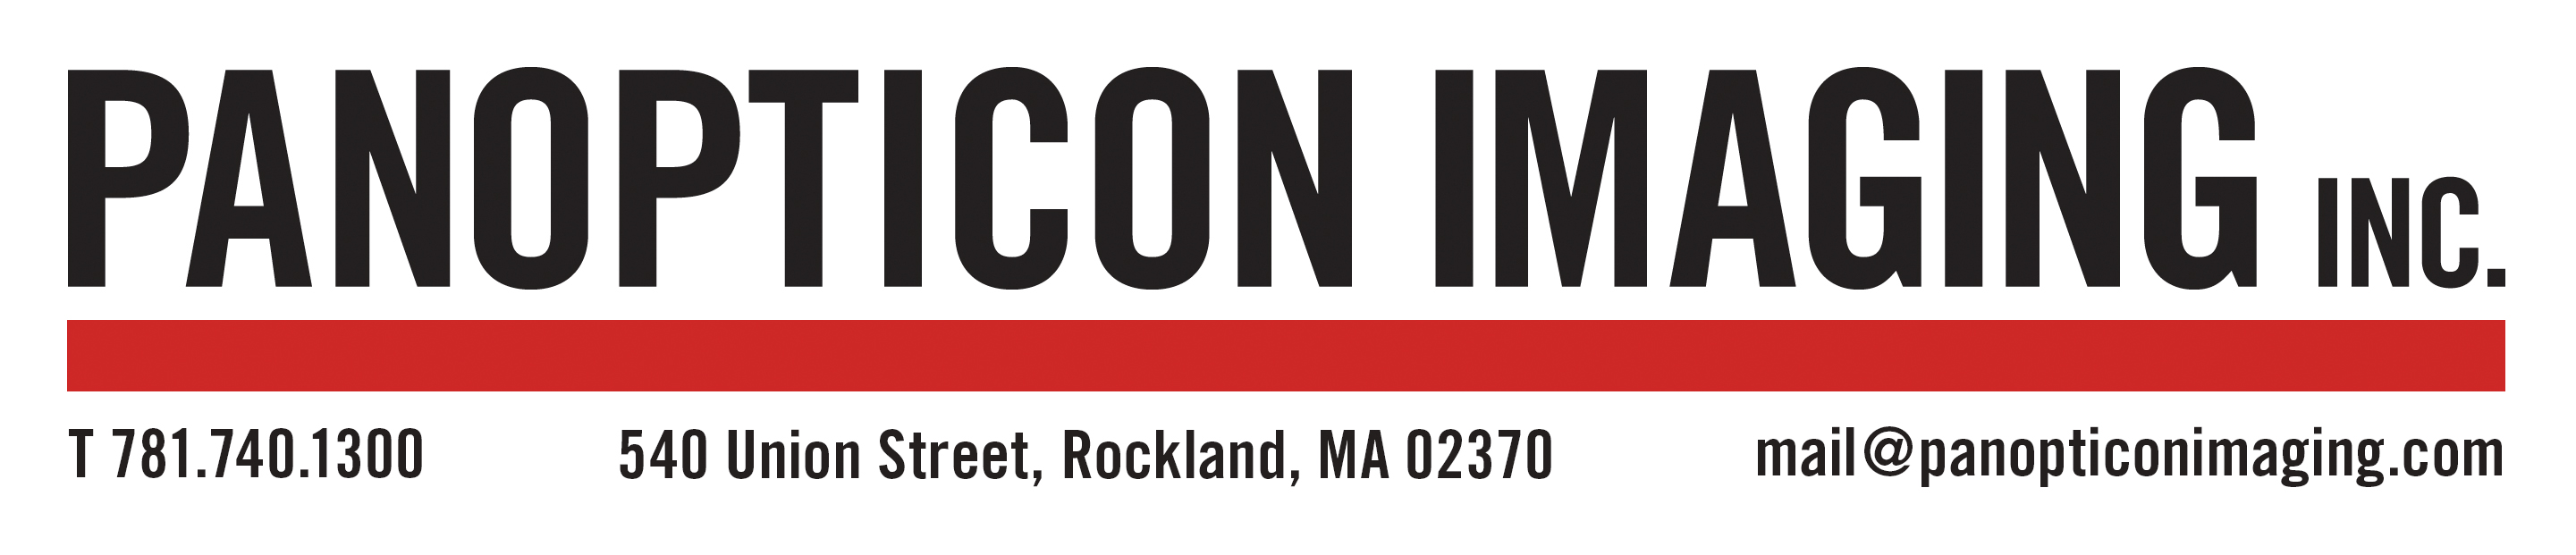 PANOPTICON IMAGING INC.
T 781.740.1300 540 Union Street, Rockland, MA 02370 mail@panopticonimaging.com